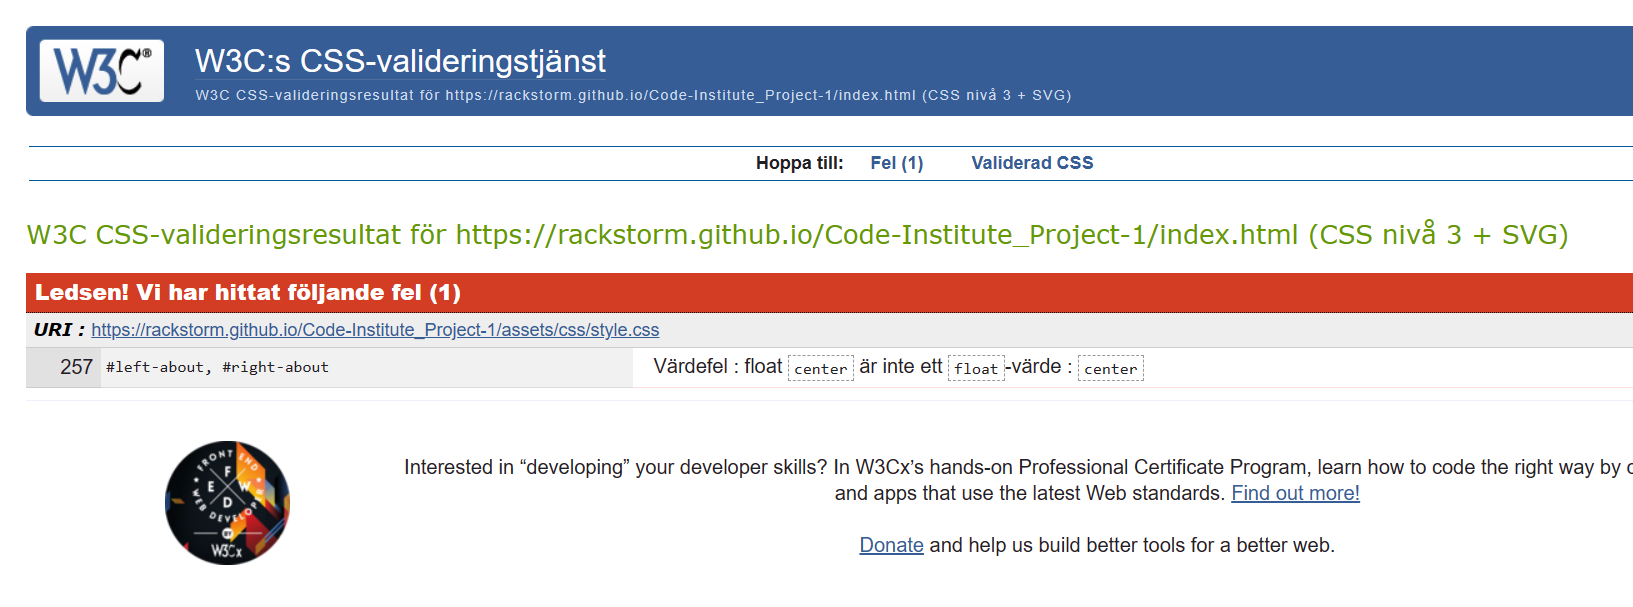 W3C®
W3C:s CSS-valideringstjänst
W3C CSS-valideringsresultat för https://rackstorm.github.io/Code-Institute_Project-1/index.html (CSS nivå 3 + SVG)
Hoppa till: Fel (1) Validerad CSS
W3C CSS-valideringsresultat för https://rackstorm.github.io/Code-Institute_Project-1/index.html (CSS nivå 3 + SVG)
Ledsen! Vi har hittat följande fel (1)
URI : https://rackstorm.github.io/Code-Institute_Project-1/assets/css/style.css
257 #left-about, #right-about Värdefel : float center är inte ett float-värde : center
FRONT END
F
E W
D
WEB DEVELOPER
BY
W3Cx
Interested in “developing” your developer skills? In W3Cx’s hands-on Professional Certificate Program, learn how to code the right way by
and apps that use the latest Web standards. Find out more!
Donate and help us build better tools for a better web.